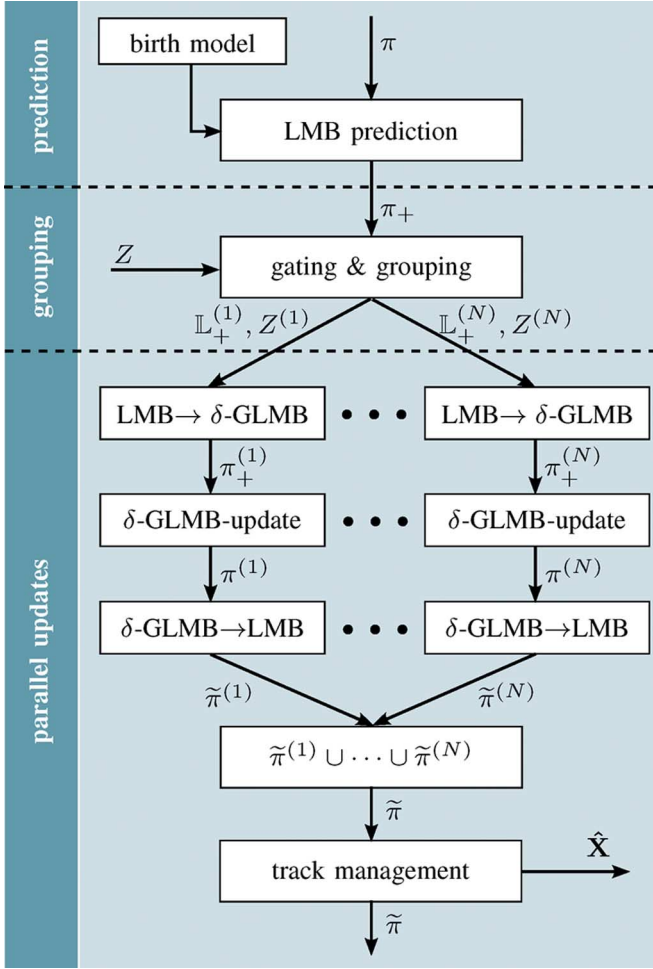 prediction
birth model
π
LMB prediction
π₊
grouping
Z
gating & grouping
𝕃₊⁽¹⁾, Z⁽¹⁾
𝕃₊⁽ᴺ⁾, Z⁽ᴺ⁾
parallel updates
LMB→ δ-GLMB
• • •
LMB→ δ-GLMB
π₊⁽¹⁾
π₊⁽ᴺ⁾
δ-GLMB-update
• • •
δ-GLMB-update
π⁽¹⁾
π⁽ᴺ⁾
δ-GLMB→LMB
• • •
δ-GLMB→LMB
π̃⁽¹⁾
π̃⁽ᴺ⁾
π̃⁽¹⁾ ∪ ⋯ ∪ π̃⁽ᴺ⁾
π̃
track management
X̂
π̃